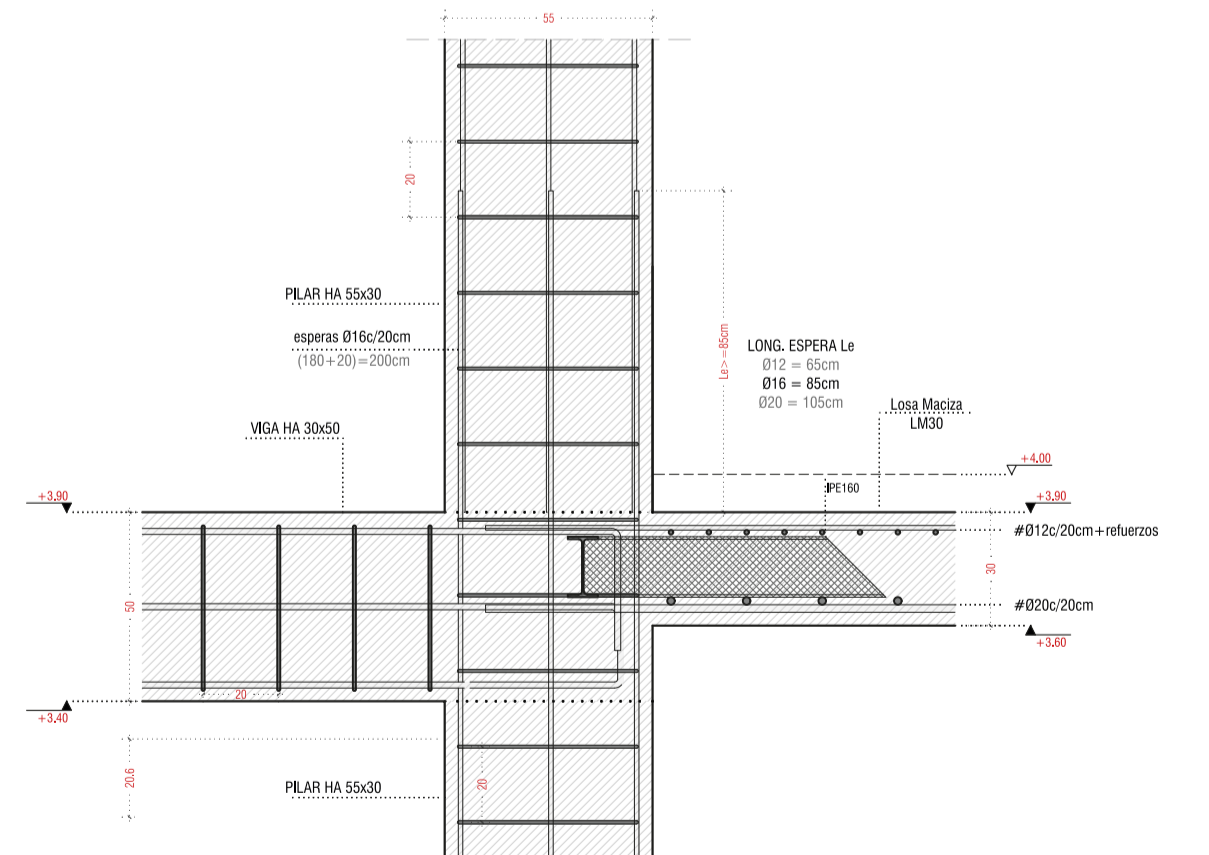 55
20
PILAR HA 55x30
esperas Ø16c/20cm
(180+20)=200cm
Le>=85cm
LONG. ESPERA Le
Ø12 = 65cm
Ø16 = 85cm
Ø20 = 105cm
Losa Maciza
LM30
VIGA HA 30x50
+4.00
IPE160
+3.90
+3.90
#Ø12c/20cm+refuerzos
30
50
#Ø20c/20cm
+3.60
20
+3.40
20.6
20
PILAR HA 55x30